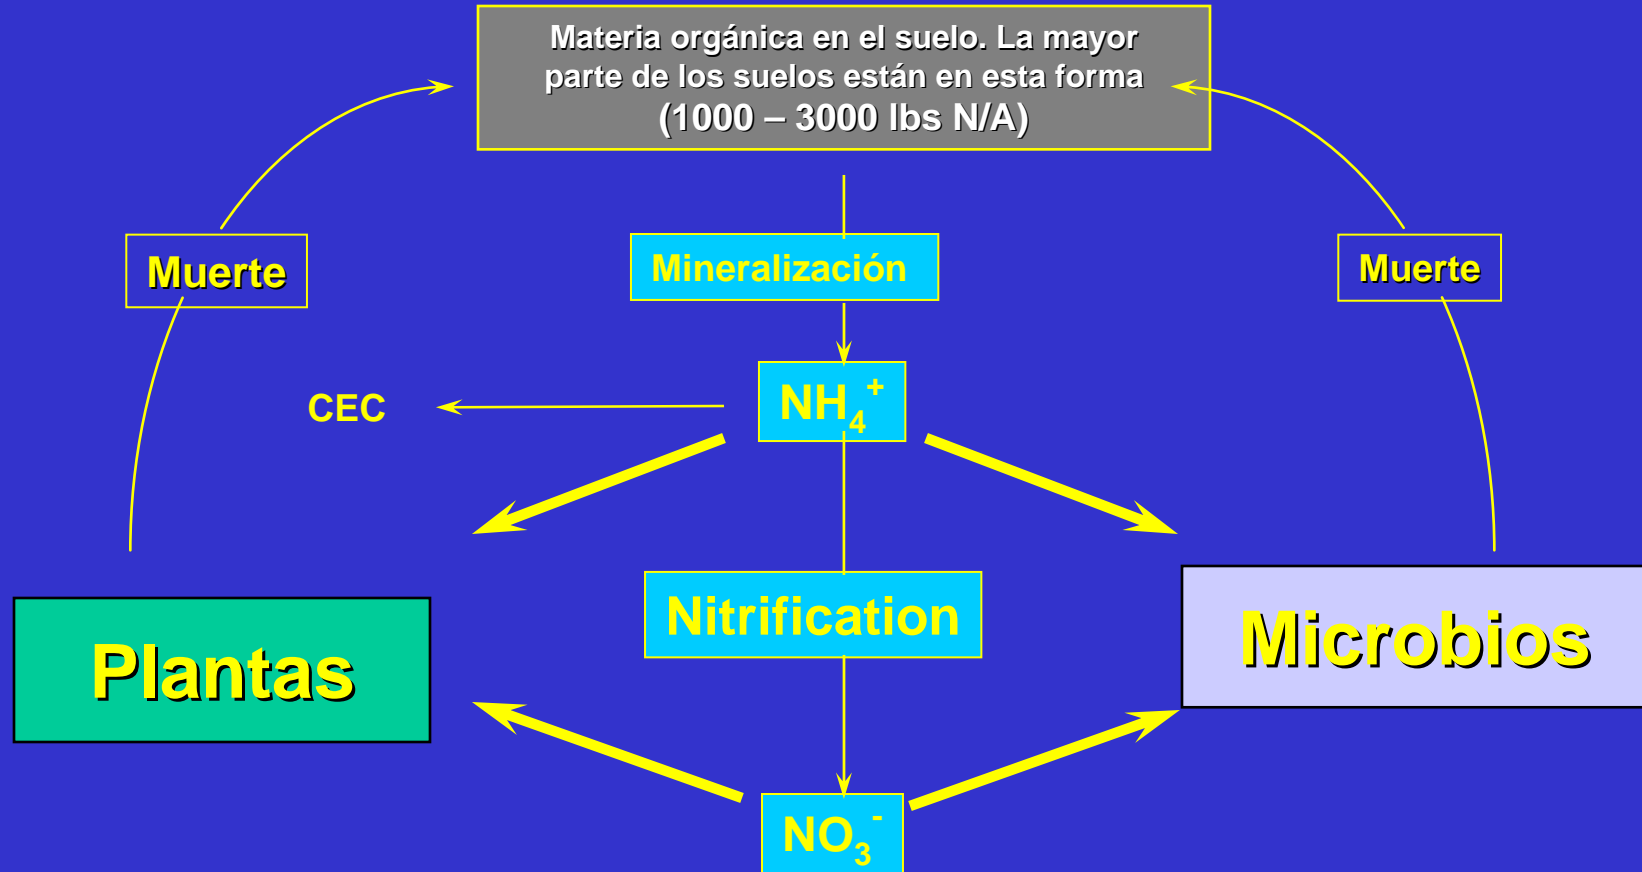 Materia orgánica en el suelo. La mayor
parte de los suelos están en esta forma
(1000 – 3000 lbs N/A)
Muerte
Mineralización
Muerte
NH4+
CEC
Nitrification
Plantas
Microbios
NO3-